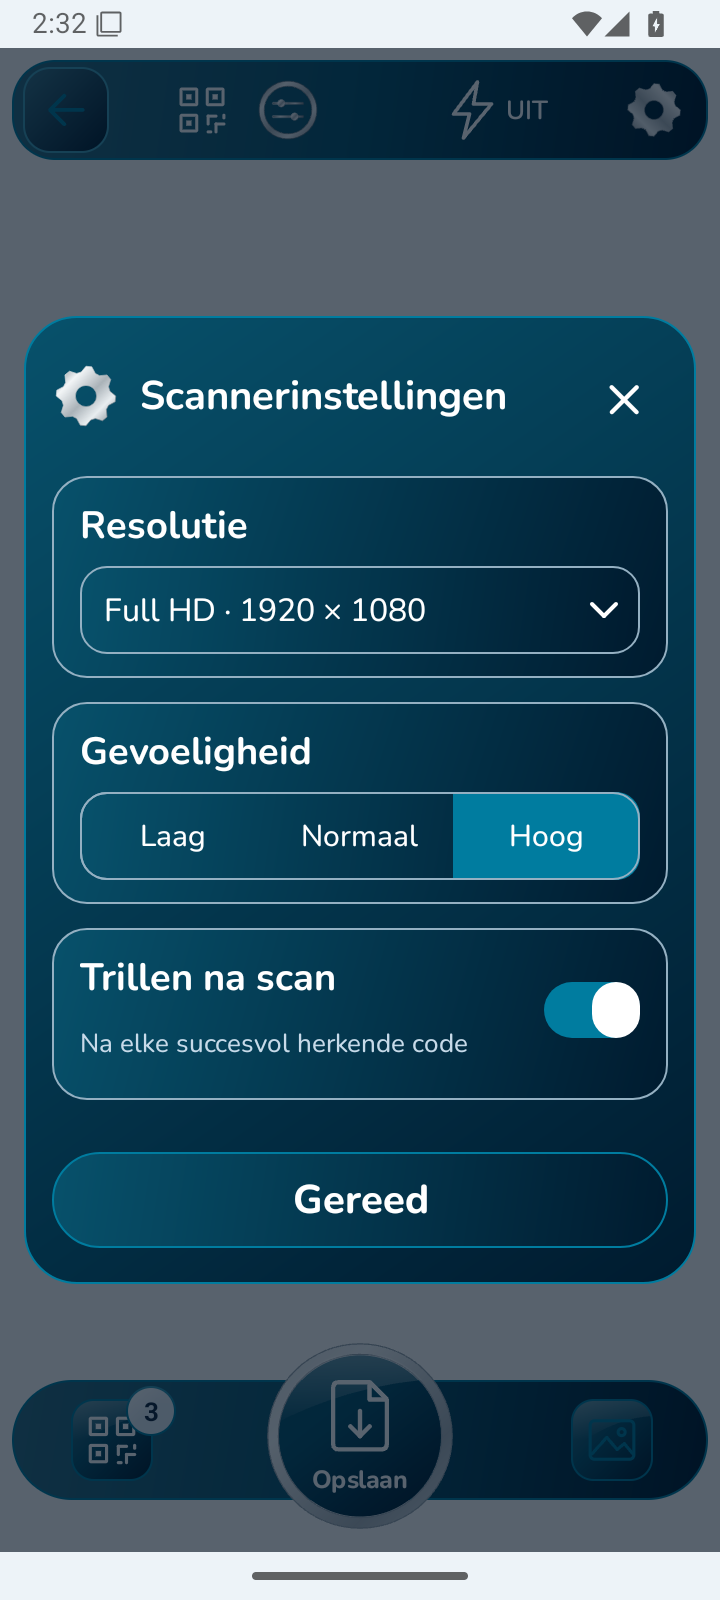 2:32
UIT
Scannerinstellingen
Resolutie
Full HD · 1920 × 1080
Gevoeligheid
Laag Normaal Hoog
Trillen na scan
Na elke succesvol herkende code
Gereed
3
Opslaan